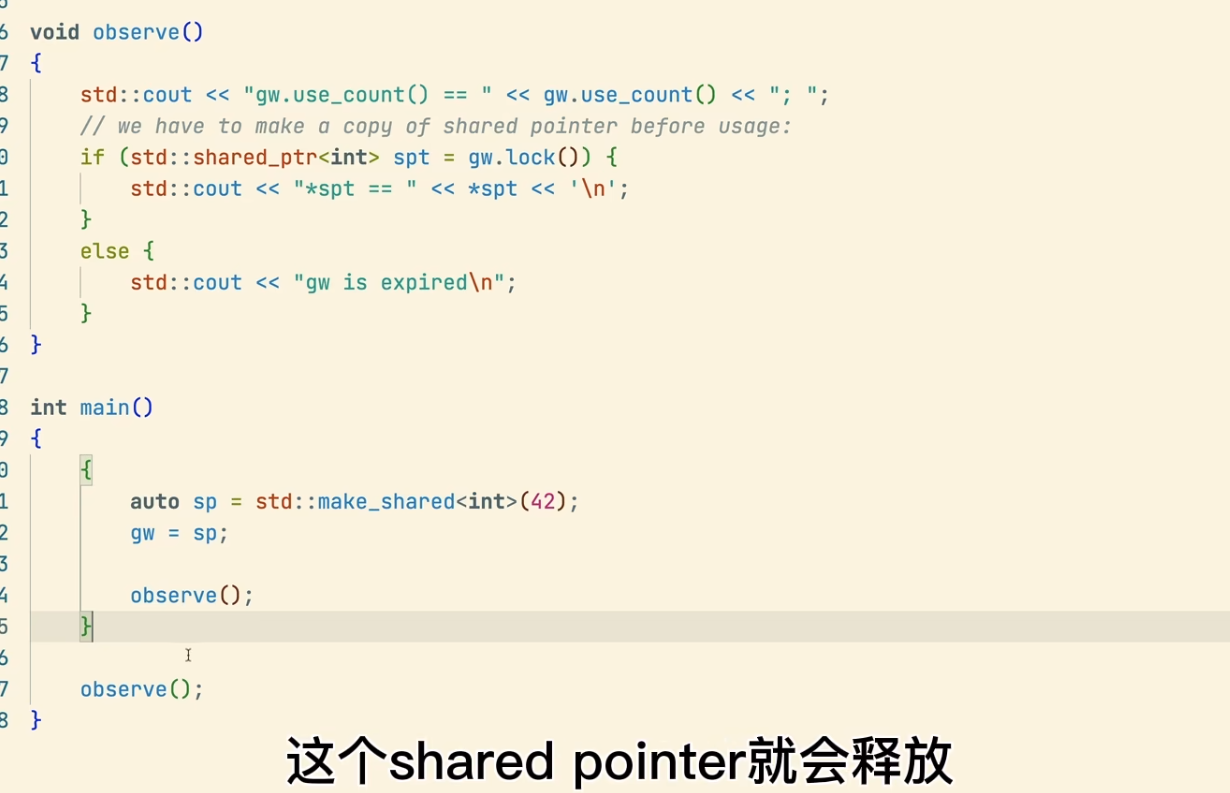 6 void observe()
7 {
8     std::cout << "gw.use_count() == " << gw.use_count() << "; ";
9     // we have to make a copy of shared pointer before usage:
0     if (std::shared_ptr<int> spt = gw.lock()) {
1         std::cout << "*spt == " << *spt << '\n';
2     }
3     else {
4         std::cout << "gw is expired\n";
5     }
6 }
7
8 int main()
9 {
0     {
1         auto sp = std::make_shared<int>(42);
2         gw = sp;
3
4         observe();
5     }
6
7     observe();
8 }
这个shared pointer就会释放